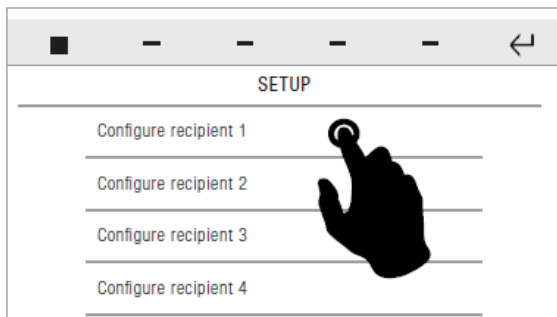 SETUP
Configure recipient 1
Configure recipient 2
Configure recipient 3
Configure recipient 4